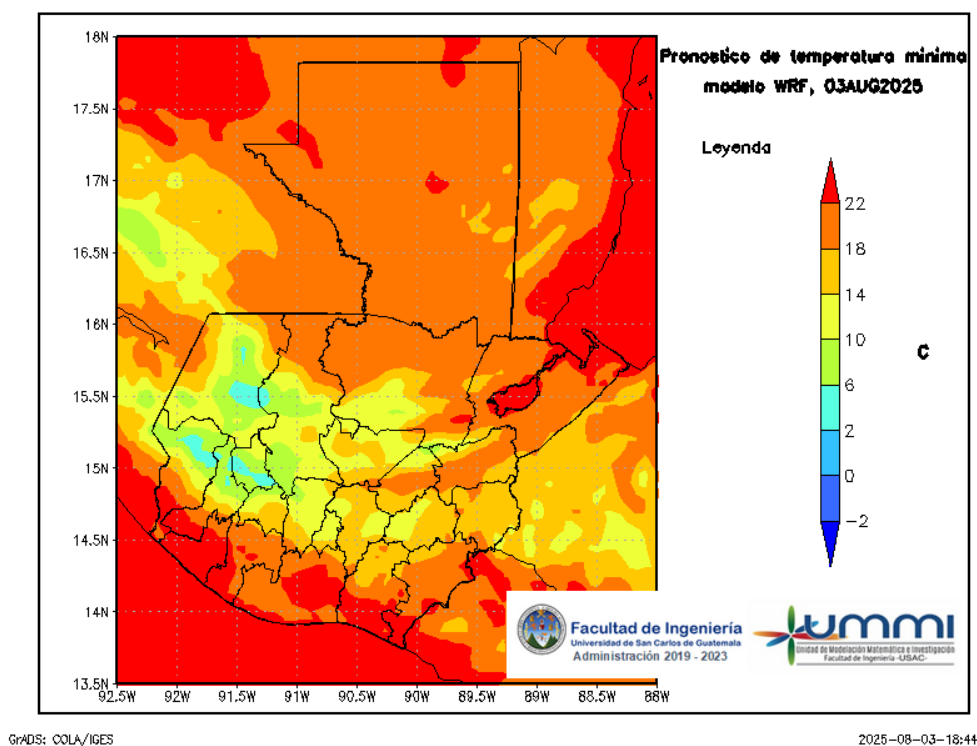 Pronostico de temperatura minima
modelo WRF, 03AUG2025
Leyenda
22
18
14
10
6
2
0
-2
C
18N
17.5N
17N
16.5N
16N
15.5N
15N
14.5N
14N
13.5N
92.5W 92W 91.5W 91W 90.5W 90W 89.5W 89W 88.5W 88W
Facultad de Ingeniería
Universidad de San Carlos de Guatemala
Administración 2019 - 2023
ummi
Unidad de Modelación Matemática e Investigación
Facultad de Ingeniería -USAC-
GrADS: COLA/IGES
2025-08-03-18:44